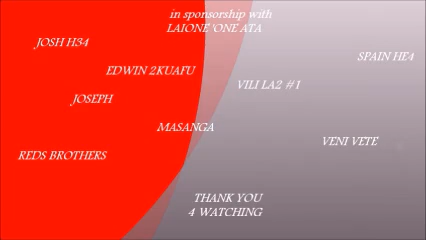 in sponsorship with
LAIONE 'ONE ATA
JOSH H34
SPAIN HE4
EDWIN 2KUAFU
VILI LA2 #1
JOSEPH
MASANGA
VENI VETE
REDS BROTHERS
THANK YOU
4 WATCHING